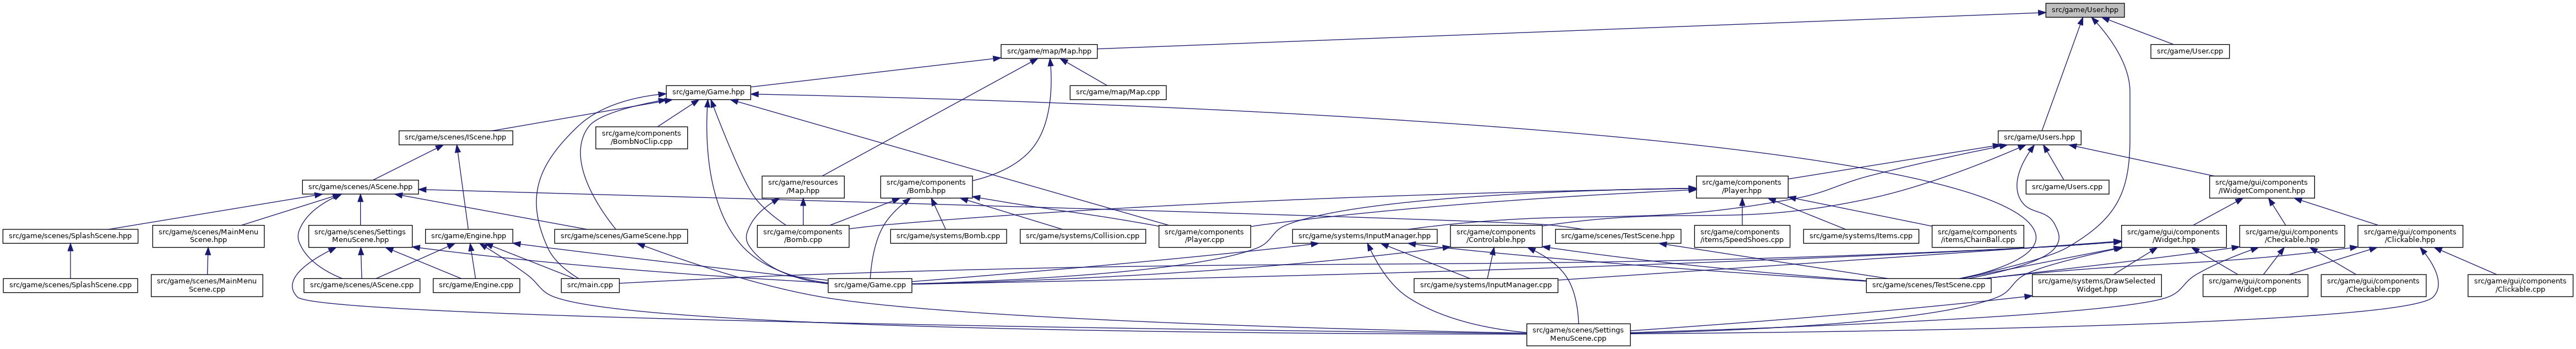 src/game/User.hpp
src/game/map/Map.hpp
src/game/User.cpp
src/game/Game.hpp
src/game/map/Map.cpp
src/game/scenes/IScene.hpp
src/game/components
/BombNoClip.cpp
src/game/Users.hpp
src/game/scenes/AScene.hpp
src/game/resources
/Map.hpp
src/game/components
/Bomb.hpp
src/game/components
/Player.hpp
src/game/Users.cpp
src/game/gui/components
/IWidgetComponent.hpp
src/game/scenes/SplashScene.hpp
src/game/scenes/MainMenu
Scene.hpp
src/game/scenes/Settings
MenuScene.hpp
src/game/Engine.hpp
src/game/scenes/GameScene.hpp
src/game/components
/Bomb.cpp
src/game/systems/Bomb.cpp
src/game/systems/Collision.cpp
src/game/components
/Player.cpp
src/game/systems/InputManager.hpp
src/game/components
/Controlable.hpp
src/game/scenes/TestScene.hpp
src/game/components
/items/SpeedShoes.cpp
src/game/systems/Items.cpp
src/game/components
/items/ChainBall.cpp
src/game/gui/components
/Widget.hpp
src/game/gui/components
/Checkable.hpp
src/game/gui/components
/Clickable.hpp
src/game/scenes/SplashScene.cpp
src/game/scenes/MainMenu
Scene.cpp
src/game/scenes/AScene.cpp
src/game/Engine.cpp
src/main.cpp
src/game/Game.cpp
src/game/systems/InputManager.cpp
src/game/scenes/TestScene.cpp
src/game/systems/DrawSelected
Widget.hpp
src/game/gui/components
/Widget.cpp
src/game/gui/components
/Checkable.cpp
src/game/gui/components
/Clickable.cpp
src/game/scenes/Settings
MenuScene.cpp